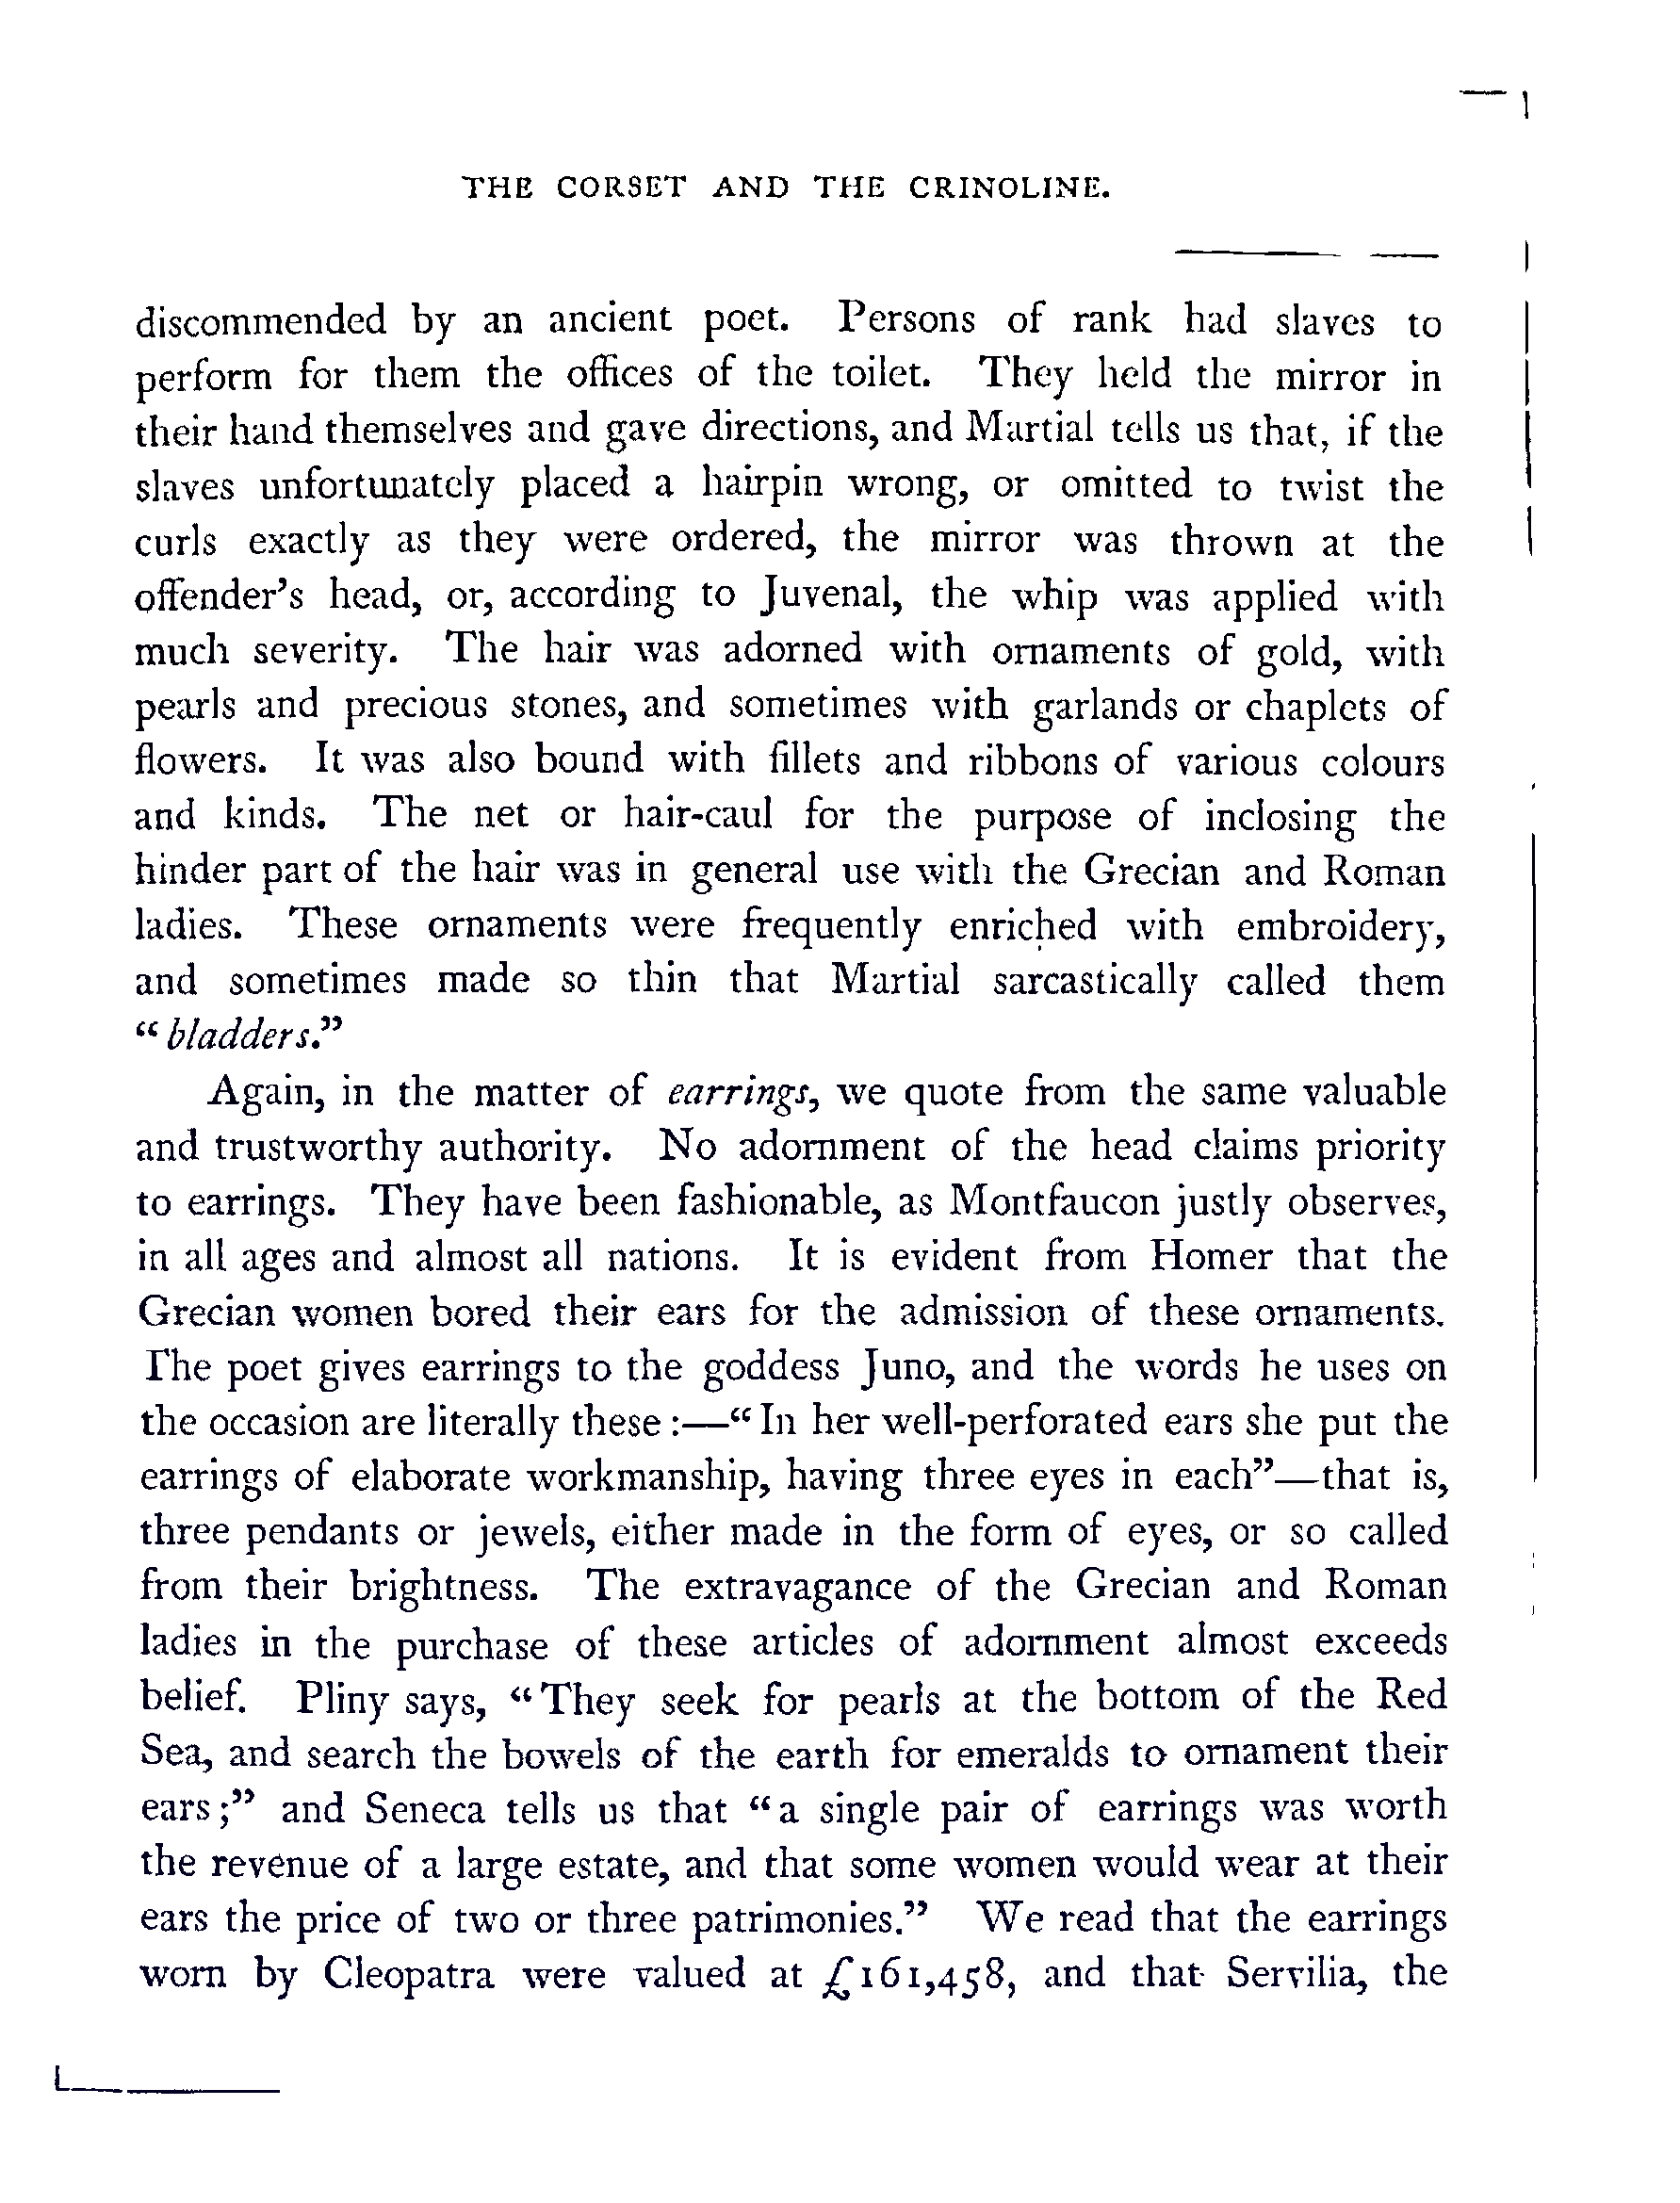 THE CORSET AND THE CRINOLINE.
discommended by an ancient poet. Persons of rank had slaves to
perform for them the offices of the toilet. They held the mirror in
their hand themselves and gave directions, and Martial tells us that, if the
slaves unfortunately placed a hairpin wrong, or omitted to twist the
curls exactly as they were ordered, the mirror was thrown at the
offender's head, or, according to Juvenal, the whip was applied with
much severity. The hair was adorned with ornaments of gold, with
pearls and precious stones, and sometimes with garlands or chaplets of
flowers. It was also bound with fillets and ribbons of various colours
and kinds. The net or hair-caul for the purpose of inclosing the
hinder part of the hair was in general use with the Grecian and Roman
ladies. These ornaments were frequently enriched with embroidery,
and sometimes made so thin that Martial sarcastically called them
“bladders.”
Again, in the matter of earrings, we quote from the same valuable
and trustworthy authority. No adornment of the head claims priority
to earrings. They have been fashionable, as Montfaucon justly observes,
in all ages and almost all nations. It is evident from Homer that the
Grecian women bored their ears for the admission of these ornaments.
The poet gives earrings to the goddess Juno, and the words he uses on
the occasion are literally these :—“In her well-perforated ears she put the
earrings of elaborate workmanship, having three eyes in each”—that is,
three pendants or jewels, either made in the form of eyes, or so called
from their brightness. The extravagance of the Grecian and Roman
ladies in the purchase of these articles of adornment almost exceeds
belief. Pliny says, “They seek for pearls at the bottom of the Red
Sea, and search the bowels of the earth for emeralds to ornament their
ears;” and Seneca tells us that “a single pair of earrings was worth
the revenue of a large estate, and that some women would wear at their
ears the price of two or three patrimonies.” We read that the earrings
worn by Cleopatra were valued at £161,458, and that Servilia, the